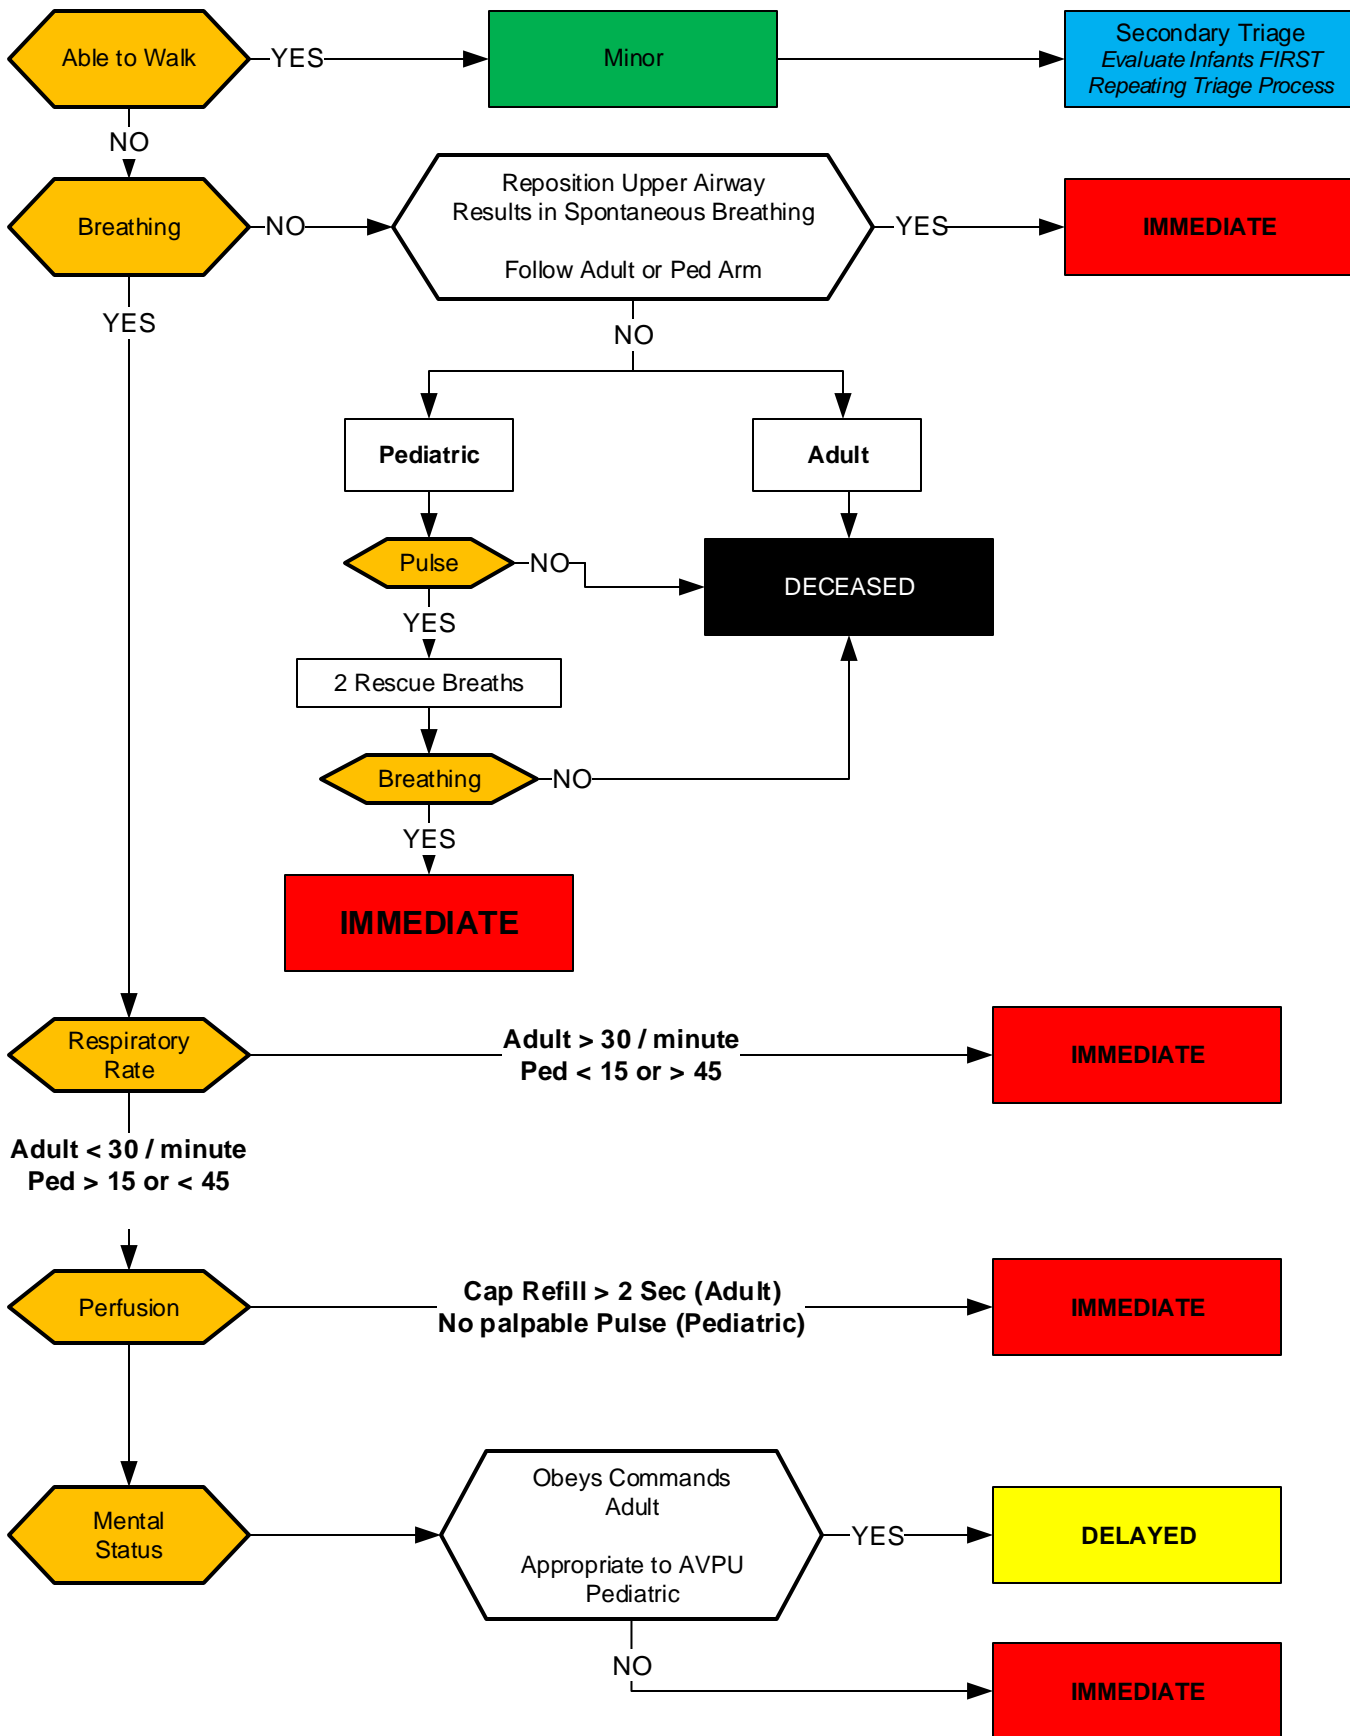 Able to Walk
YES
Minor
Secondary Triage
Evaluate Infants FIRST
Repeating Triage Process
NO
Breathing
NO
Reposition Upper Airway
Results in Spontaneous Breathing
Follow Adult or Ped Arm
YES
IMMEDIATE
YES
NO
Pediatric
Adult
Pulse
NO
DECEASED
YES
2 Rescue Breaths
Breathing
NO
YES
IMMEDIATE
Respiratory
Rate
Adult > 30 / minute
Ped < 15 or > 45
IMMEDIATE
Adult < 30 / minute
Ped > 15 or < 45
Perfusion
Cap Refill > 2 Sec (Adult)
No palpable Pulse (Pediatric)
IMMEDIATE
Mental
Status
Obeys Commands
Adult
Appropriate to AVPU
Pediatric
YES
DELAYED
NO
IMMEDIATE